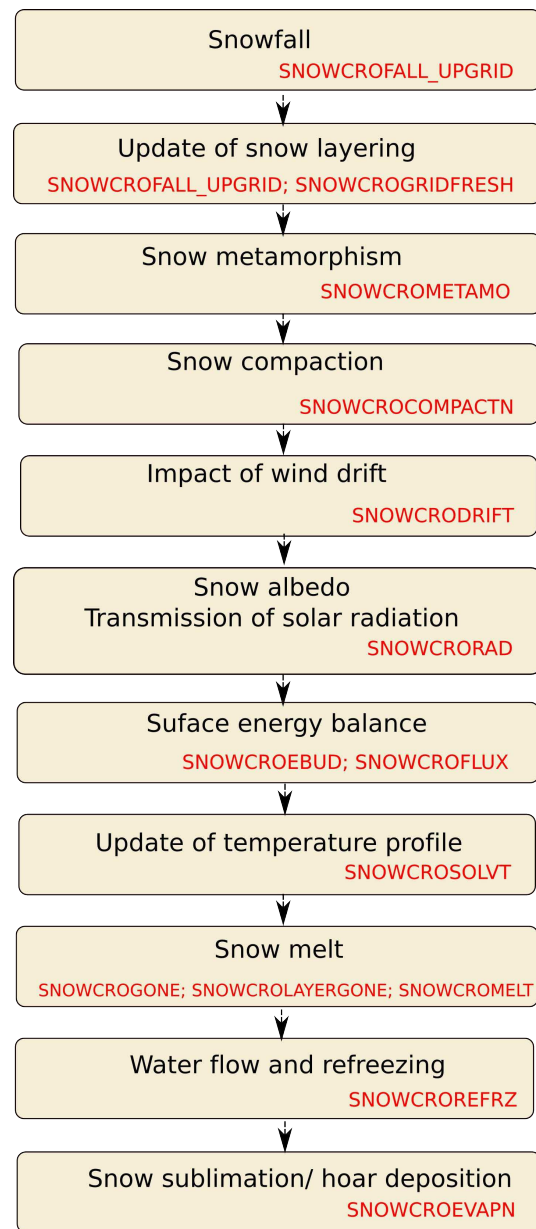 Snowfall
SNOWCROFALL_UPGRID
Update of snow layering
SNOWCROFALL_UPGRID; SNOWCROGRIDFRESH
Snow metamorphism
SNOWCROMETAMO
Snow compaction
SNOWCROCOMPACTN
Impact of wind drift
SNOWCRODRIFT
Snow albedo
Transmission of solar radiation
SNOWCRORAD
Suface energy balance
SNOWCROEBUD; SNOWCROFLUX
Update of temperature profile
SNOWCROSOLVT
Snow melt
SNOWCROGONE; SNOWCROLAYERGONE; SNOWCROMELT
Water flow and refreezing
SNOWCROREFRZ
Snow sublimation/ hoar deposition
SNOWCROEVAPN